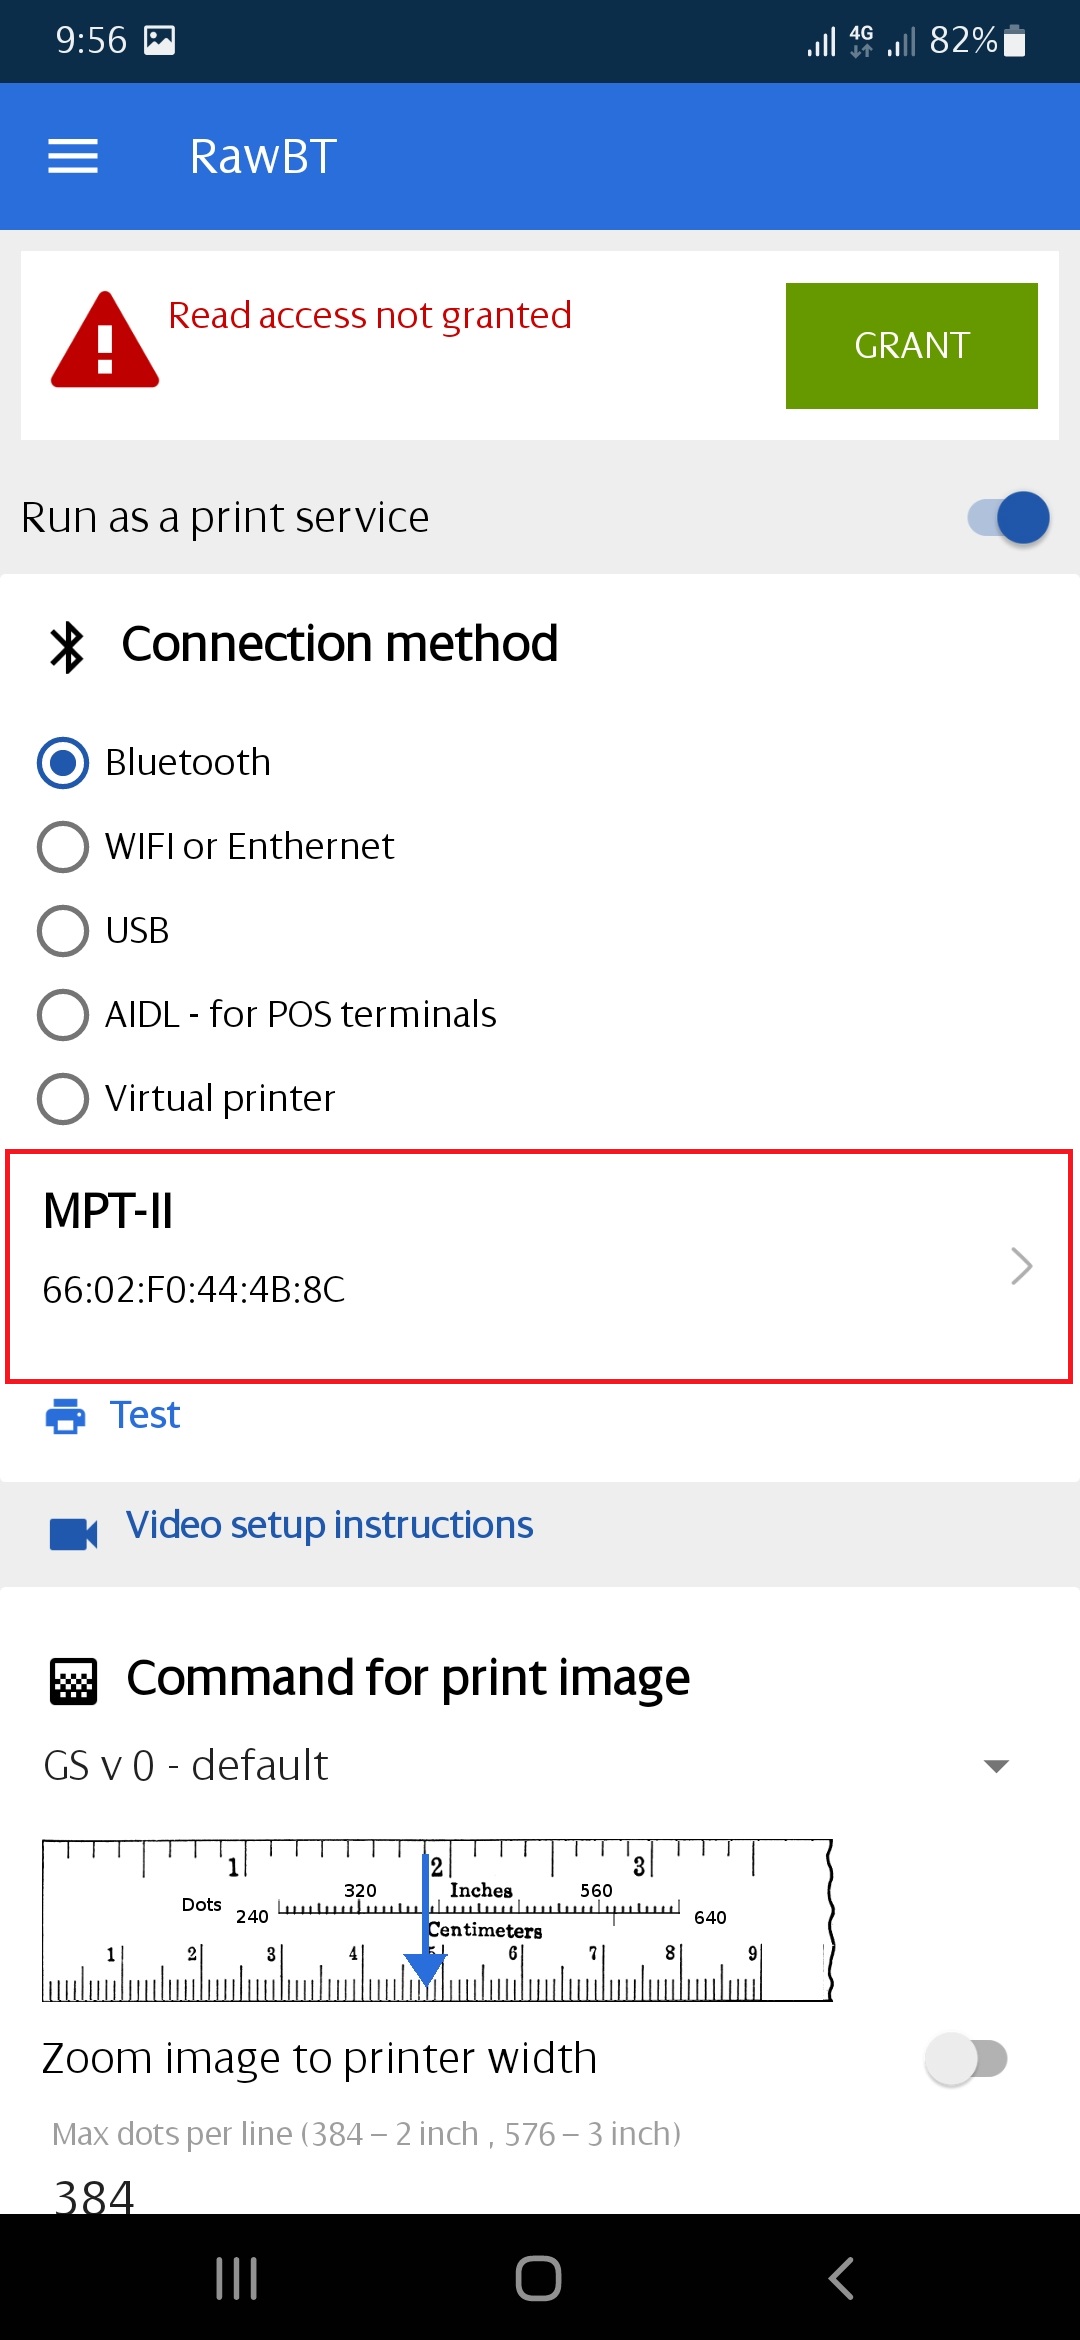 9:56 4G 82%
RawBT
Read access not granted
GRANT
Run as a print service
Connection method
Bluetooth
WIFI or Enthernet
USB
AIDL - for POS terminals
Virtual printer
MPT-II
66:02:F0:44:4B:8C
Test
Video setup instructions
Command for print image
GS v 0 - default
1 2 3
320 Inches 560
Dots 240 640
Centimeters
1 2 3 4 5 6 7 8 9
Zoom image to printer width
Max dots per line (384 – 2 inch , 576 – 3 inch)
384